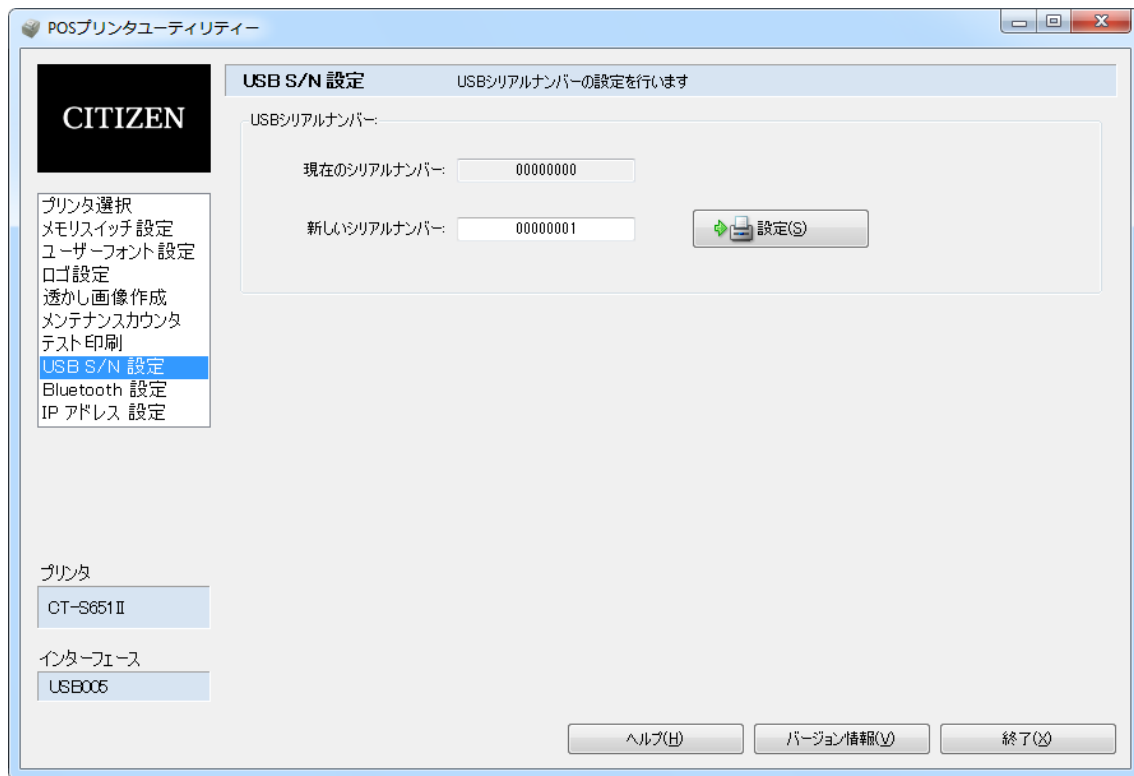 POSプリンタユーティリティー
CITIZEN
USB S/N 設定 USBシリアルナンバーの設定を行います
USBシリアルナンバー:
現在のシリアルナンバー: 00000000
新しいシリアルナンバー: 00000001 設定(S)
プリンタ選択
メモリスイッチ設定
ユーザーフォント設定
ロゴ設定
透かし画像作成
メンテナンスカウンタ
テスト印刷
USB S/N 設定
Bluetooth 設定
IP アドレス 設定
プリンタ
CT-S651Ⅱ
インターフェース
USB005
ヘルプ(H) バージョン情報(V) 終了(X)